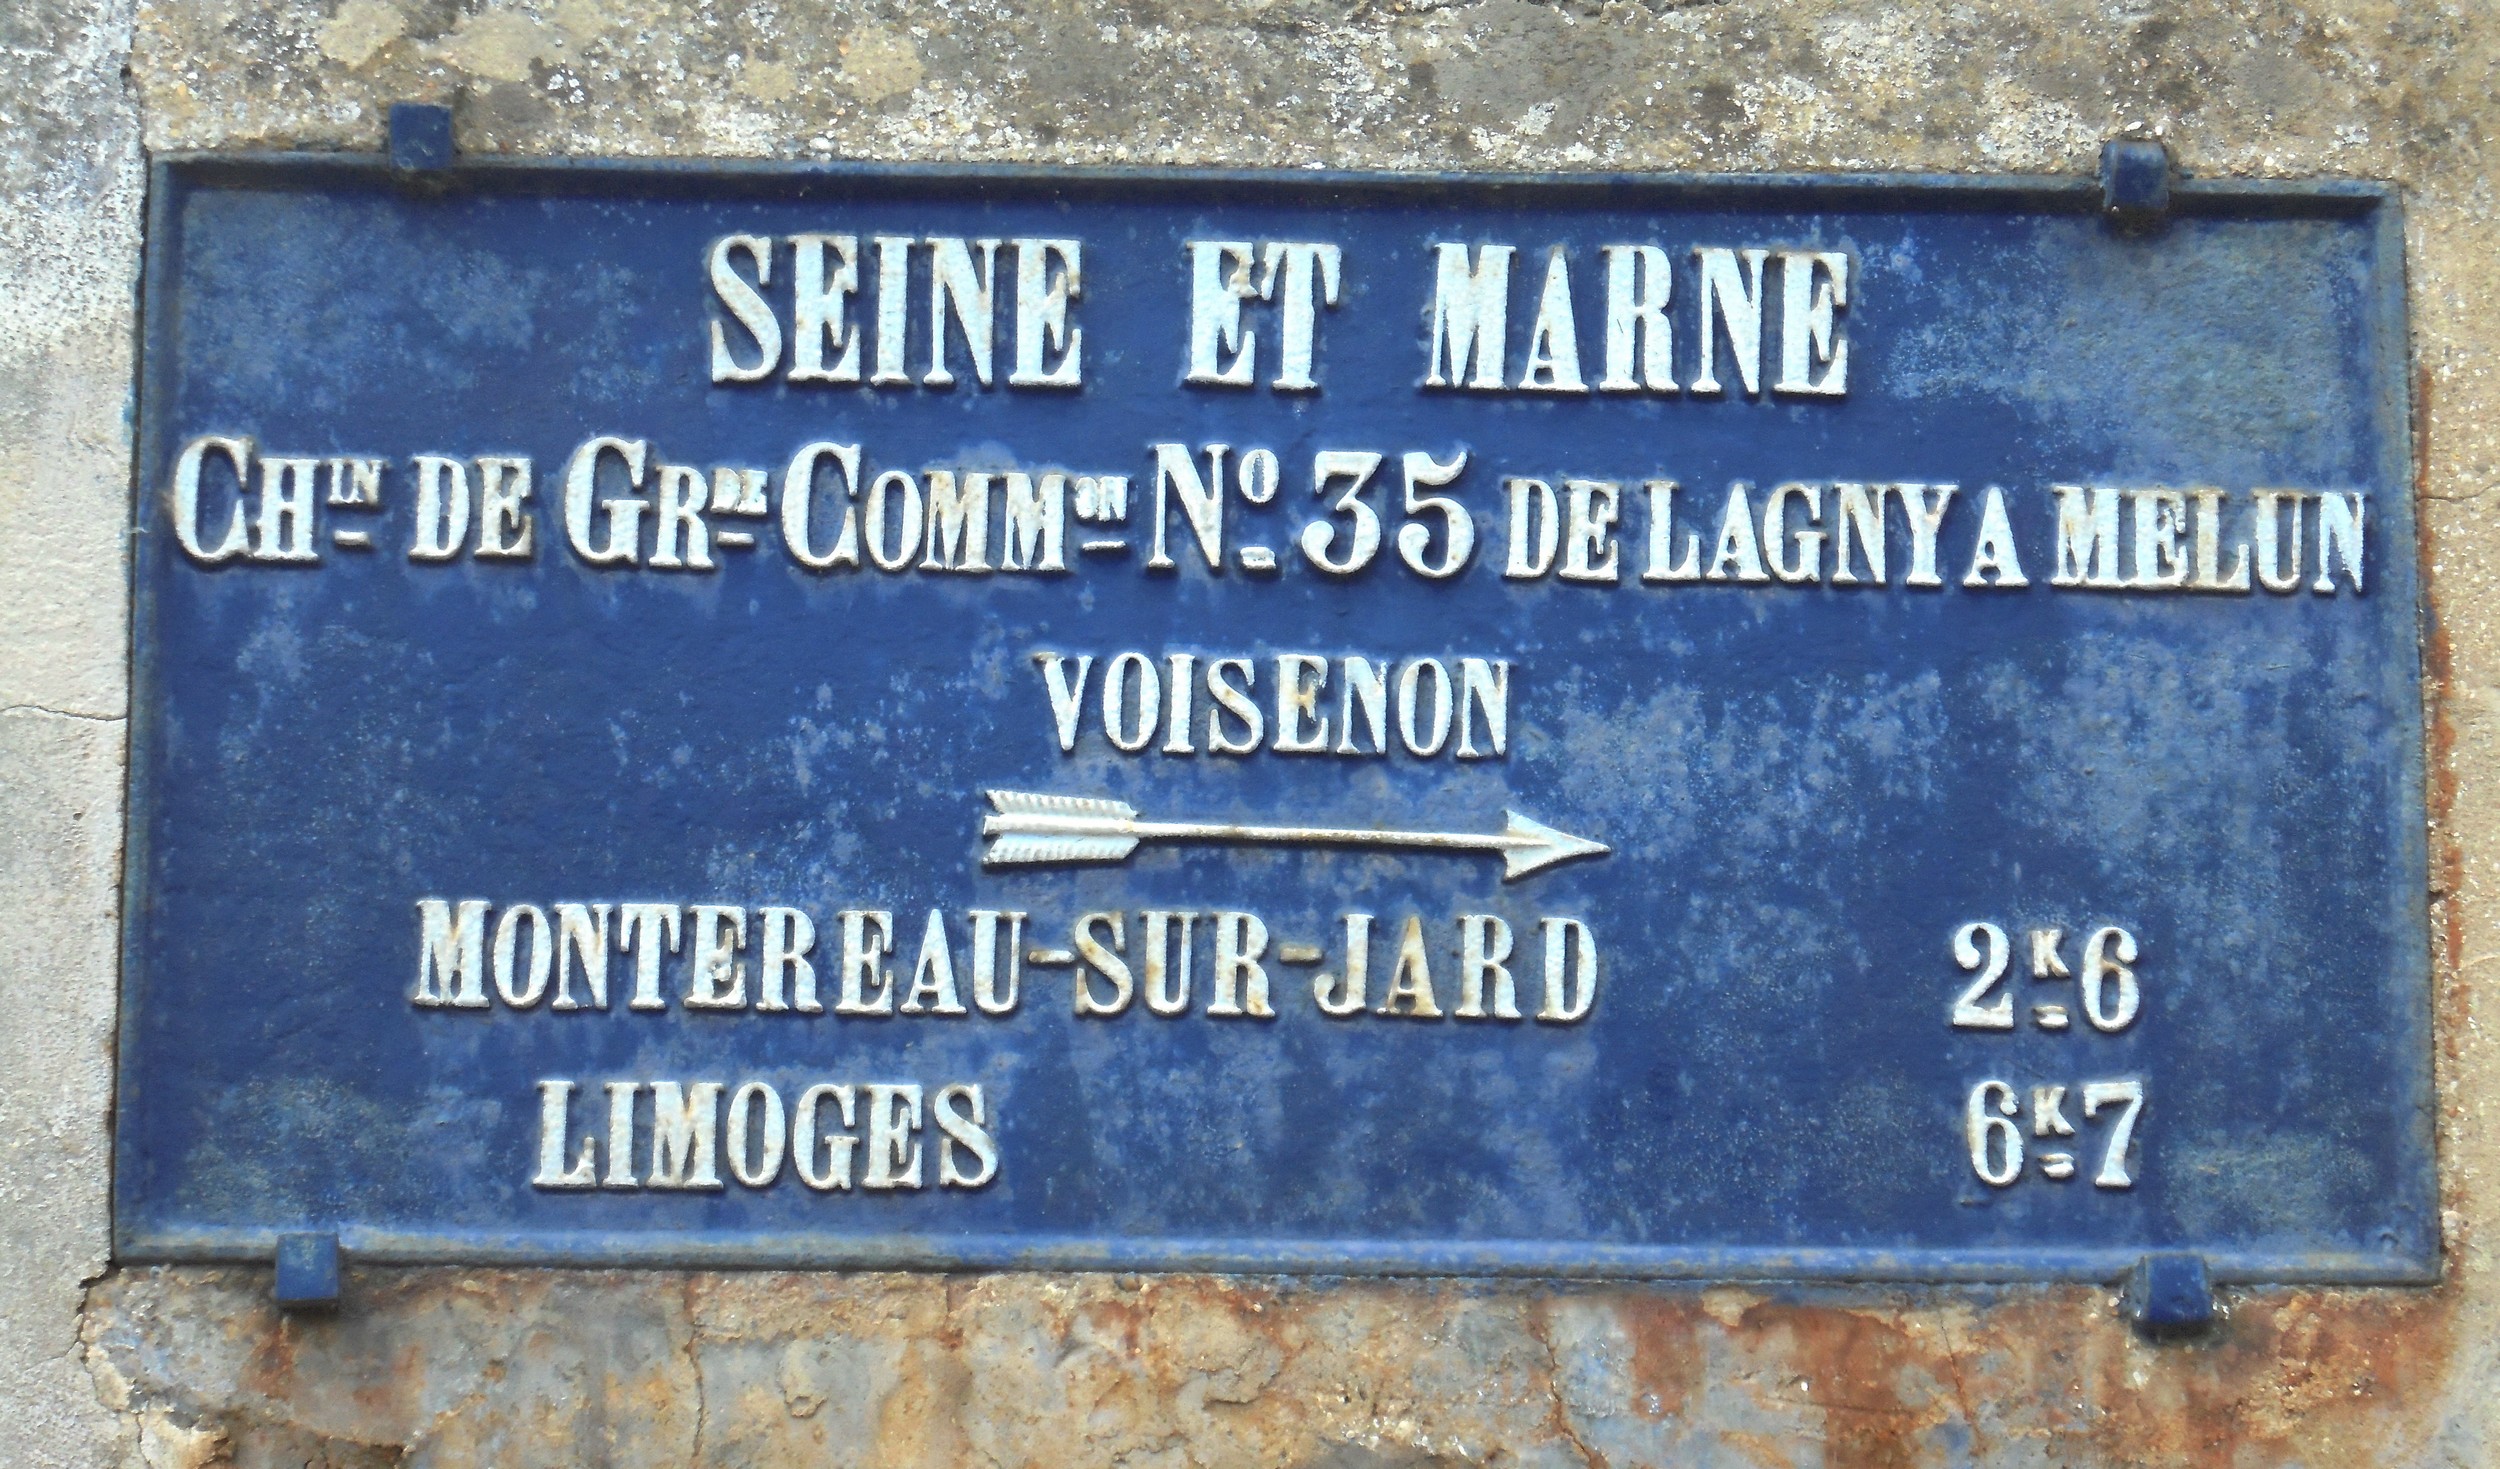 SEINE ET MARNE
CHIN DE GRDE COMMON NO 35 DE LAGNY A MELUN
VOISENON
MONTEREAU-SUR-JARD 2K6
LIMOGES 6K7